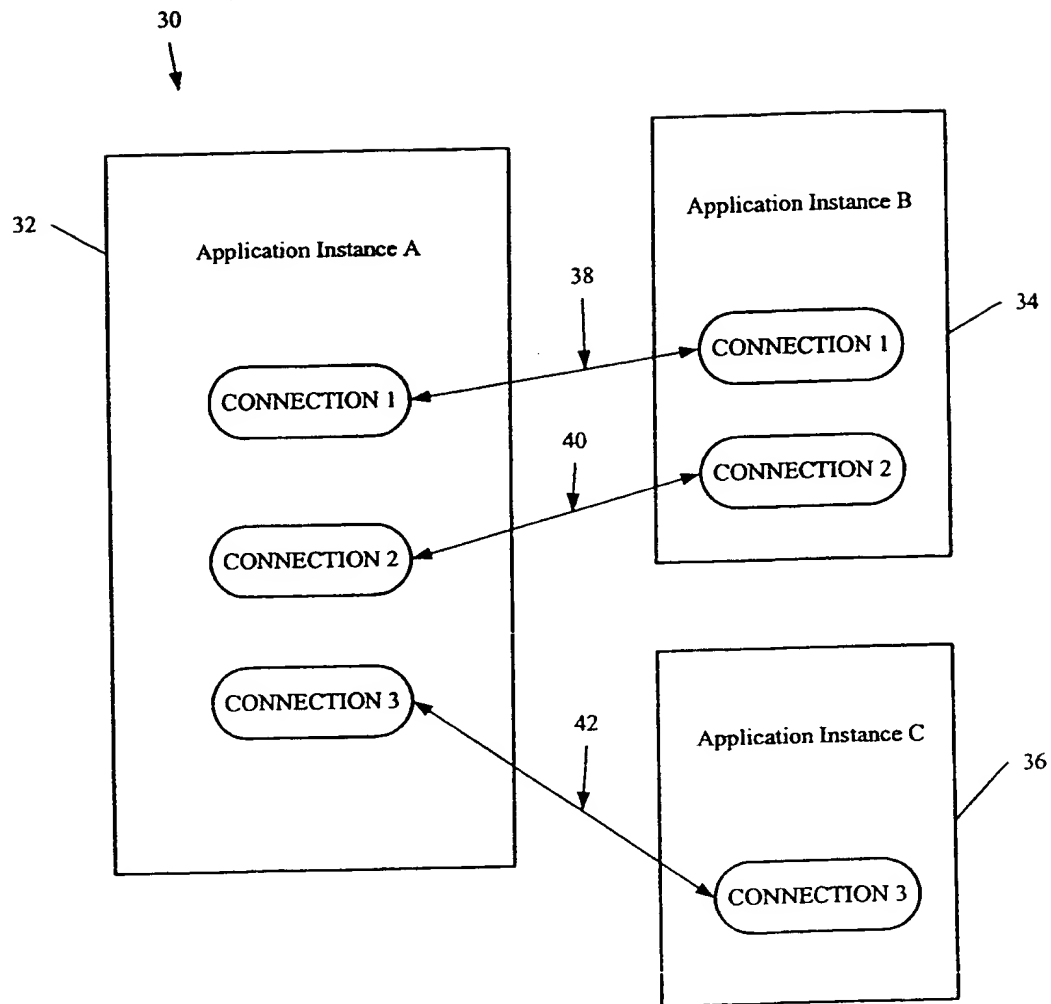 30
32
Application Instance A
Application Instance B
38
34
CONNECTION 1
CONNECTION 1
40
CONNECTION 2
CONNECTION 2
CONNECTION 3
42
Application Instance C
36
CONNECTION 3